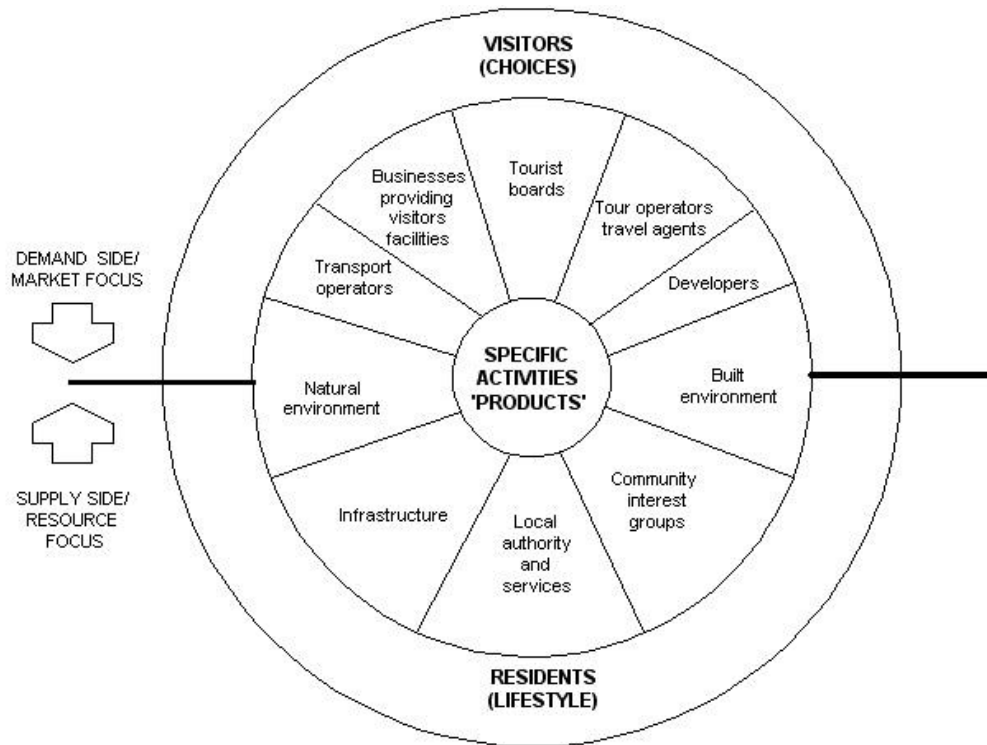 VISITORS
(CHOICES)
Tourist
boards
Businesses
providing
visitors
facilities
Tour operators
travel agents
Transport
operators
Developers
DEMAND SIDE/
MARKET FOCUS
SPECIFIC
ACTIVITIES
'PRODUCTS'
Natural
environment
Built
environment
SUPPLY SIDE/
RESOURCE
FOCUS
Infrastructure
Local
authority
and
services
Community
interest
groups
RESIDENTS
(LIFESTYLE)